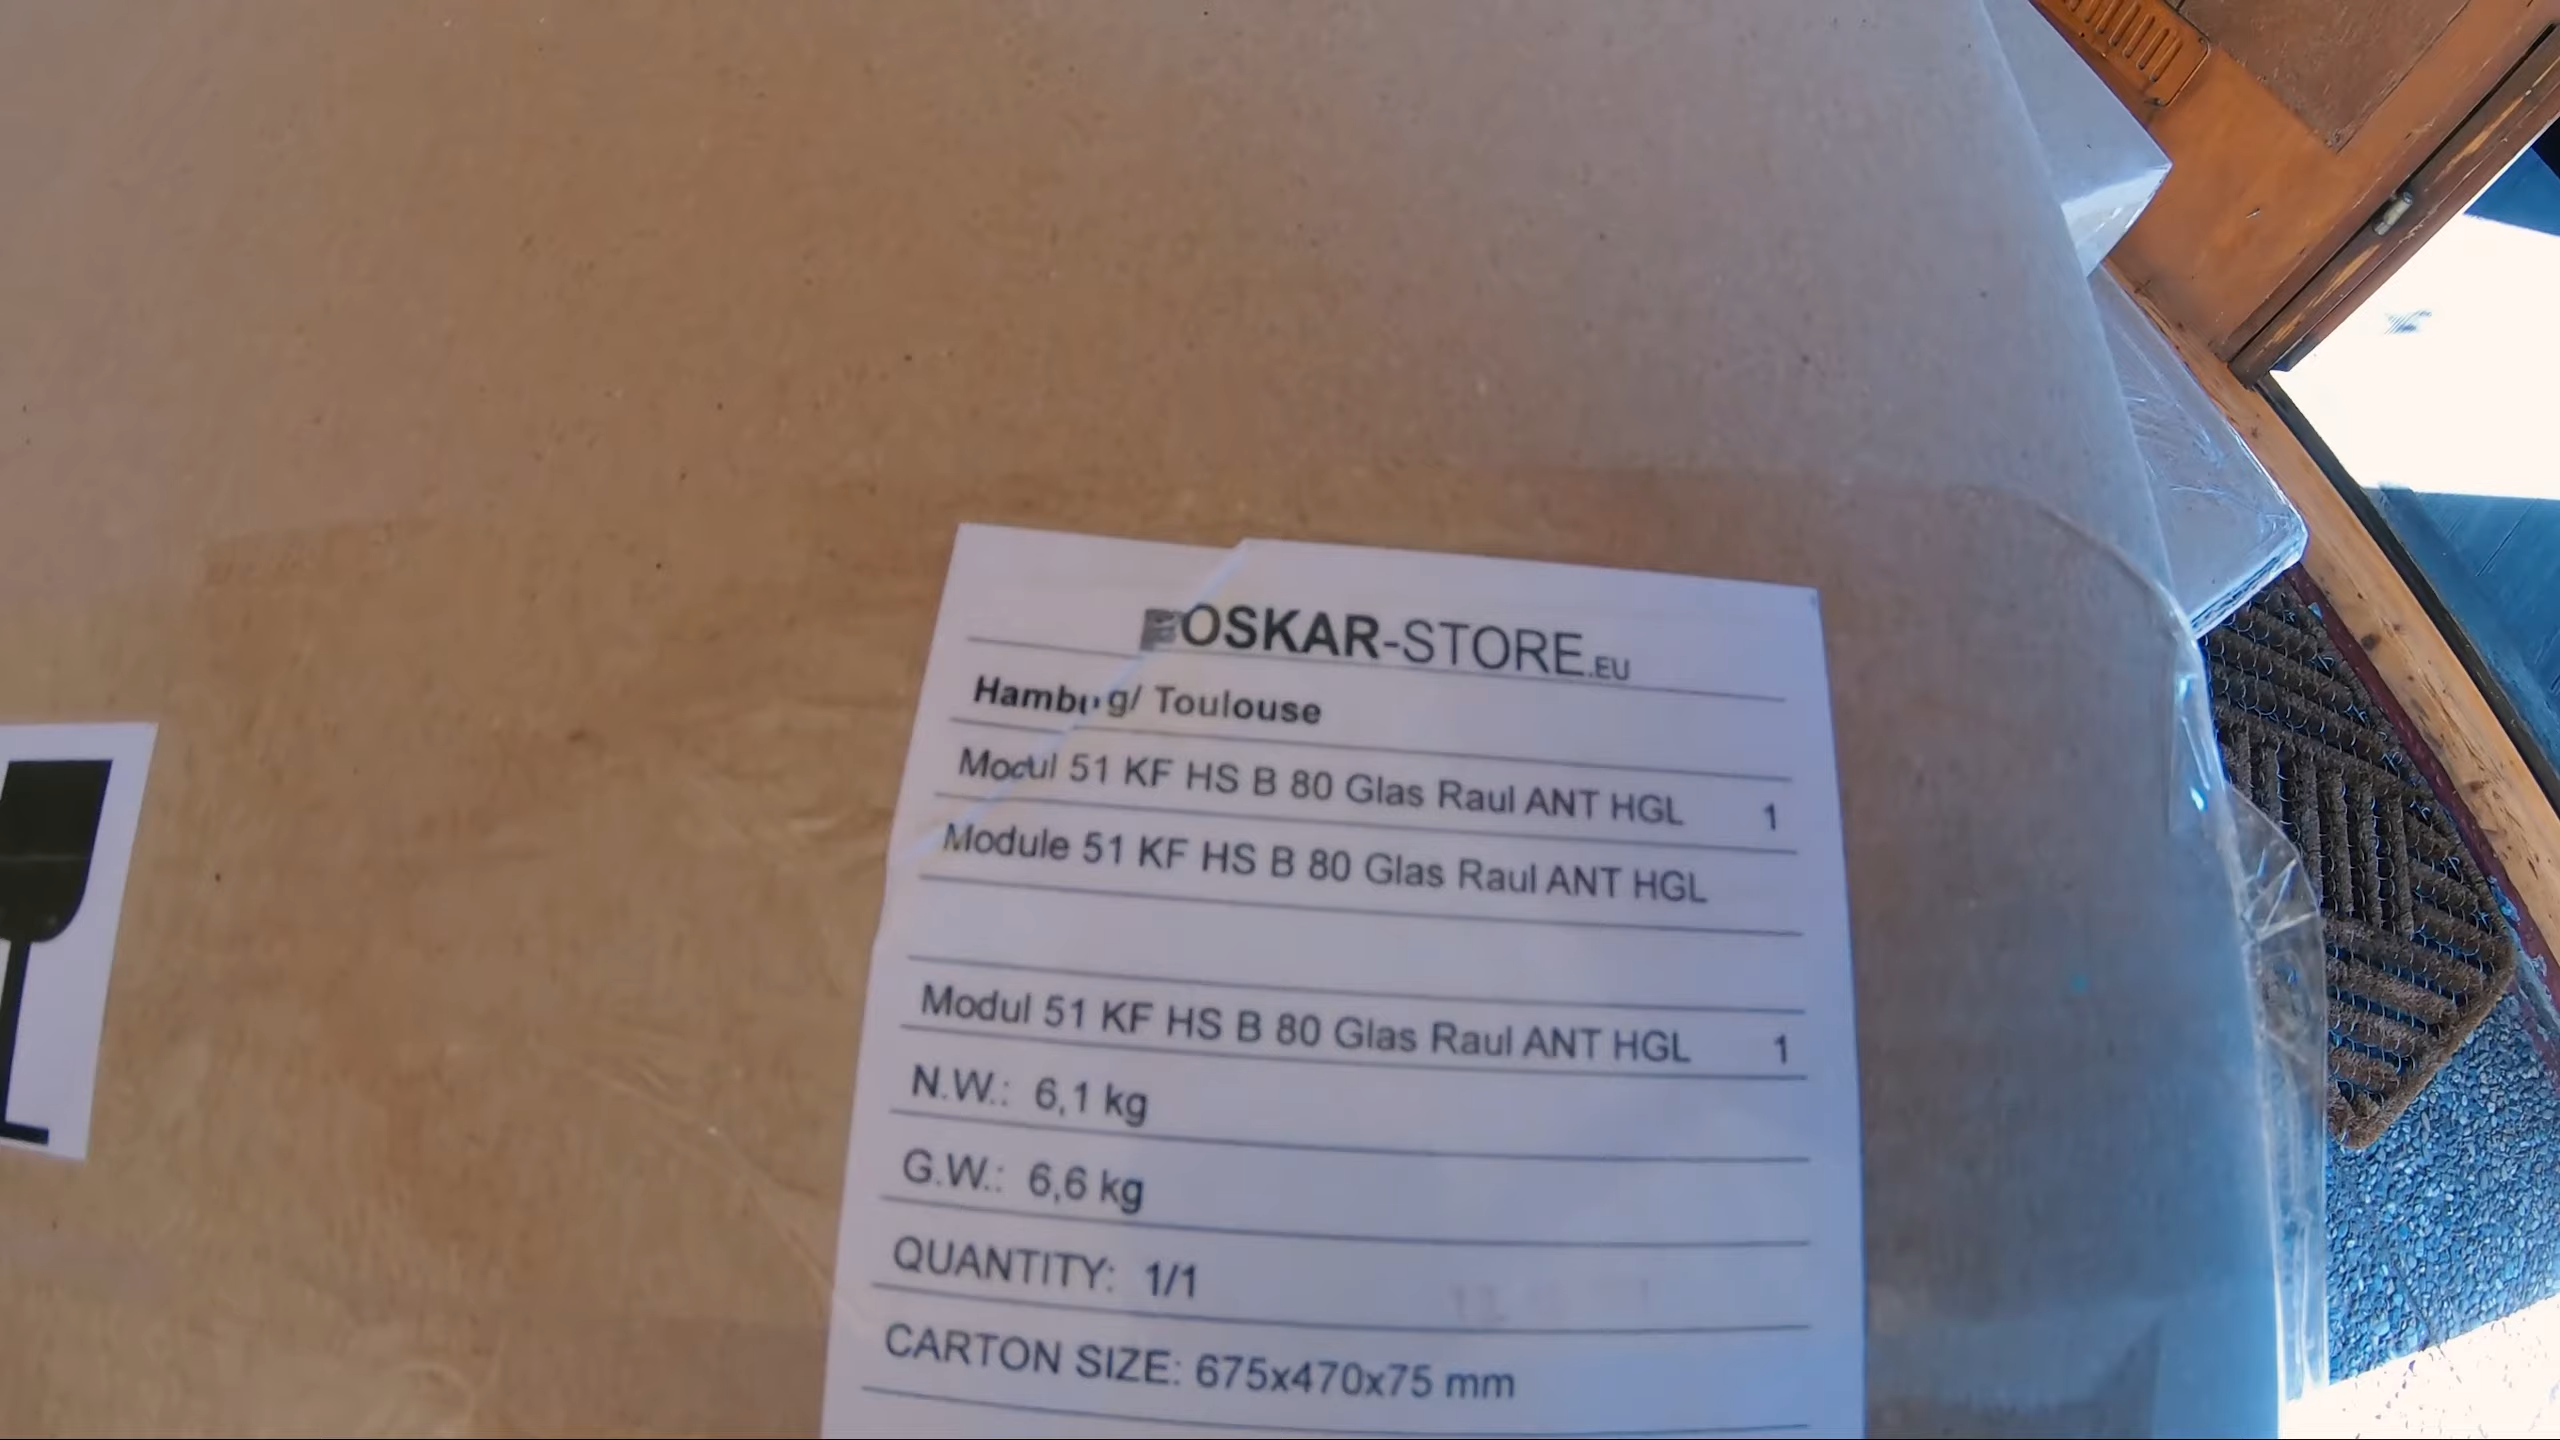 OSKAR-STORE.EU
Hamburg/ Toulouse
Modul 51 KF HS B 80 Glas Raul ANT HGL 1
Module 51 KF HS B 80 Glas Raul ANT HGL
Modul 51 KF HS B 80 Glas Raul ANT HGL 1
N.W.: 6,1 kg
G.W.: 6,6 kg
QUANTITY: 1/1
CARTON SIZE: 675x470x75 mm